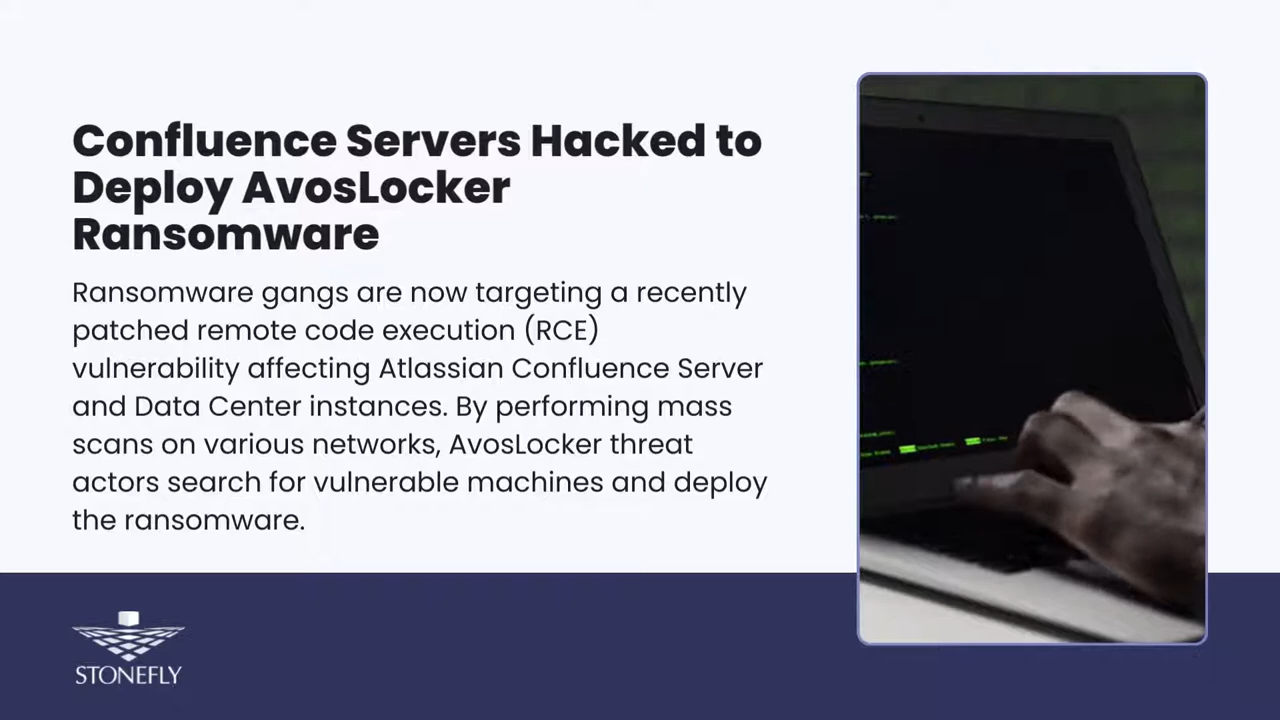 Confluence Servers Hacked to
Deploy AvosLocker
Ransomware
Ransomware gangs are now targeting a recently
patched remote code execution (RCE)
vulnerability affecting Atlassian Confluence Server
and Data Center instances. By performing mass
scans on various networks, AvosLocker threat
actors search for vulnerable machines and deploy
the ransomware.
STONEFLY